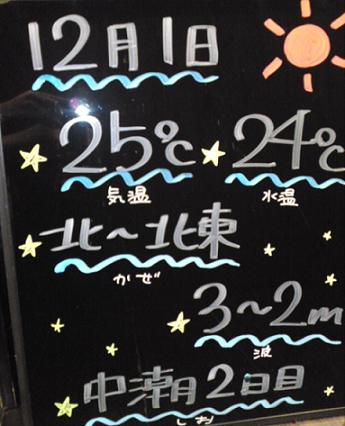 12月1日
25℃ 24℃
気温 水温
北～北東
かぜ
3～2m
波
中潮2日目
しお